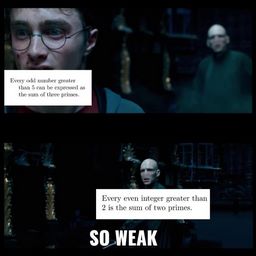 Every odd number greater
than 5 can be expressed as
the sum of three primes.
Every even integer greater than
2 is the sum of two primes.
SO WEAK